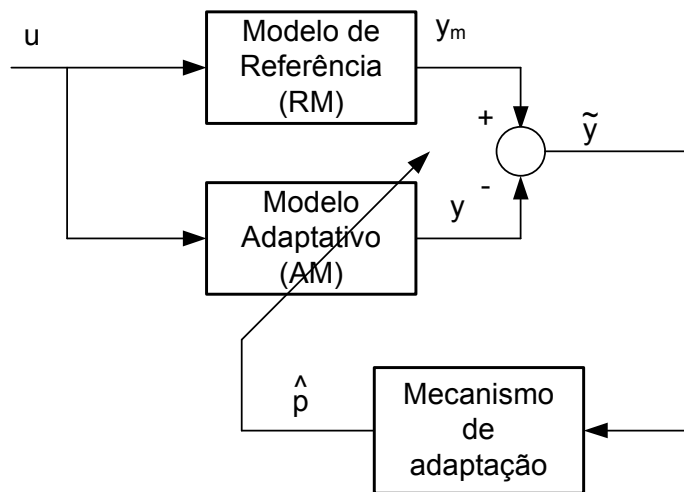 u
Modelo de
Referência
(RM)
yₘ
+
ỹ
-
Modelo
Adaptativo
(AM)
y
p̂
Mecanismo
de
adaptação